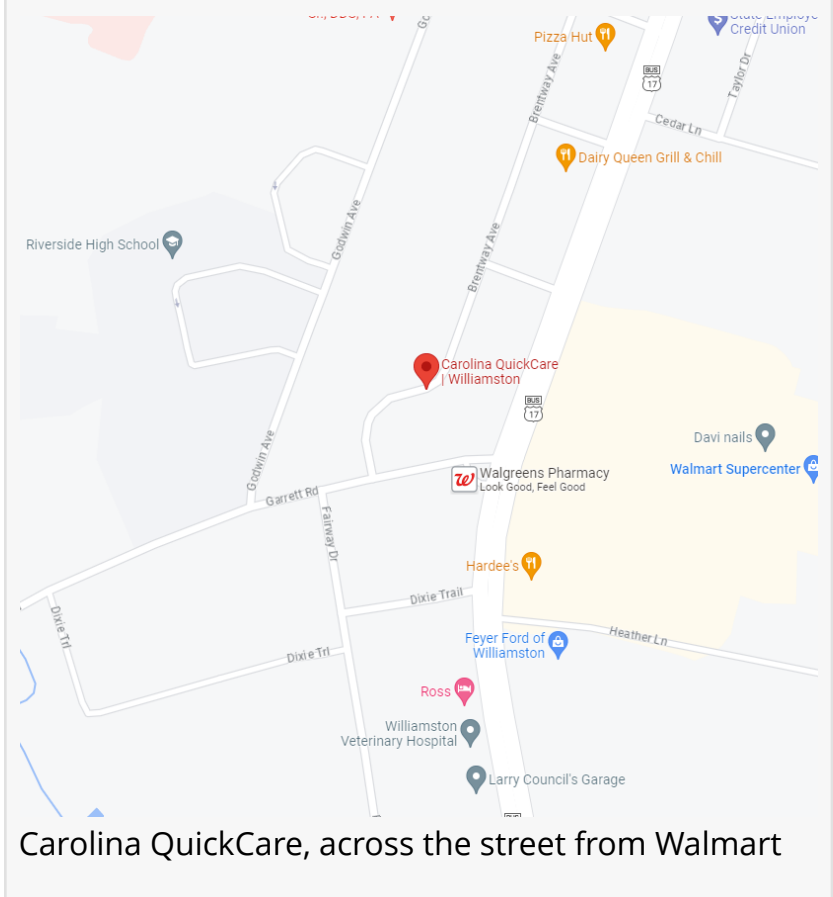 Pizza Hut
State Employe
Credit Union
BUS
17
Brentway Ave
Taylor Dr
Cedar Ln
Dairy Queen Grill & Chill
Godwin Ave
Riverside High School
Brentway Ave
Carolina QuickCare
| Williamston
BUS
17
Davi nails
Walmart Supercenter
Godwin Ave
Walgreens Pharmacy
Look Good, Feel Good
Garrett Rd
Fairway Dr
Hardee's
Dixie Trail
Dixie Trl
Heather Ln
Feyer Ford of
Williamston
Dixie Trl
Ross
Williamston
Veterinary Hospital
Larry Council's Garage
Carolina QuickCare, across the street from Walmart